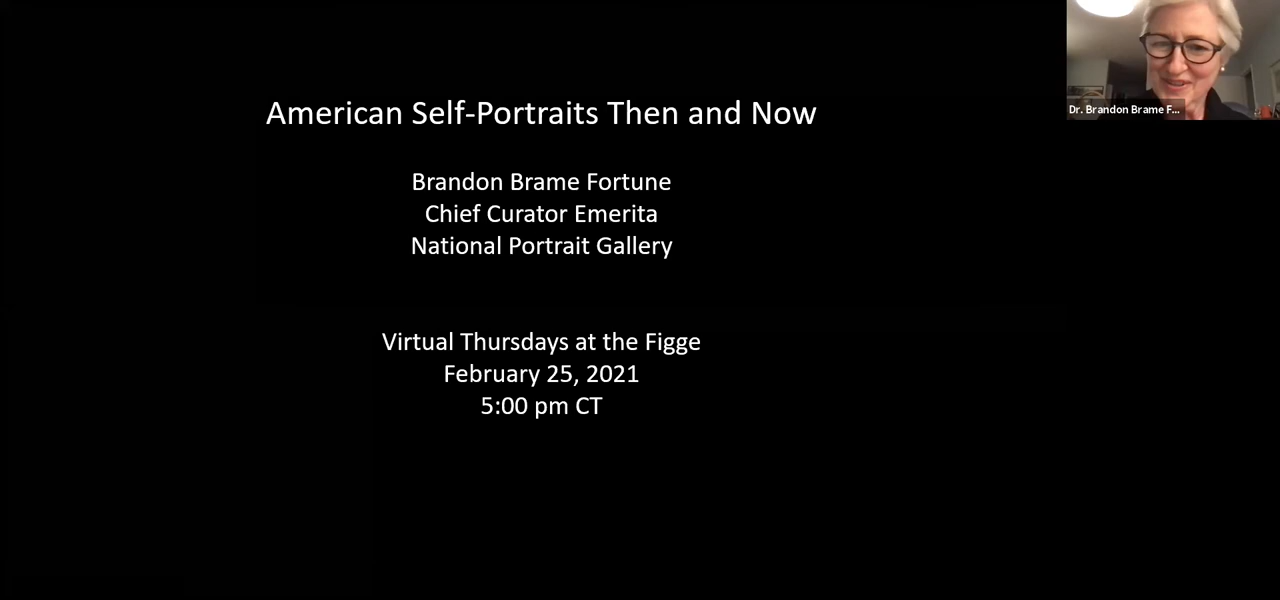 American Self-Portraits Then and Now
Brandon Brame Fortune
Chief Curator Emerita
National Portrait Gallery
Virtual Thursdays at the Figge
February 25, 2021
5:00 pm CT
Dr. Brandon Brame F...